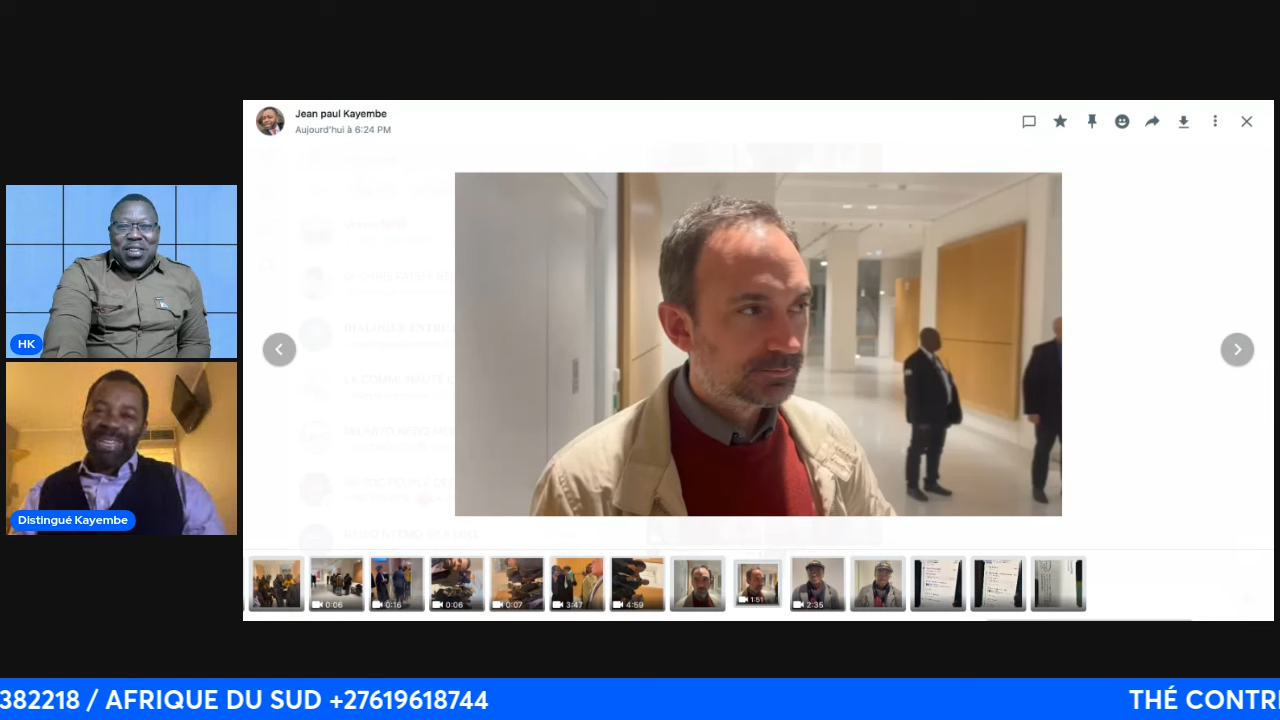 Jean paul Kayembe
Aujourd'hui à 6:24 PM
HK
Distingué Kayembe
0:06
0:16
0:06
0:07
3:47
4:59
1:51
2:35
382218 / AFRIQUE DU SUD +27619618744
THÉ CONTR